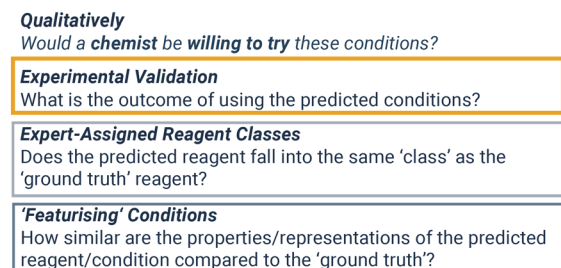 Qualitatively
Would a chemist be willing to try these conditions?
Experimental Validation
What is the outcome of using the predicted conditions?
Expert-Assigned Reagent Classes
Does the predicted reagent fall into the same ‘class’ as the
‘ground truth’ reagent?
‘Featurising‘ Conditions
How similar are the properties/representations of the predicted
reagent/condition compared to the ‘ground truth’?